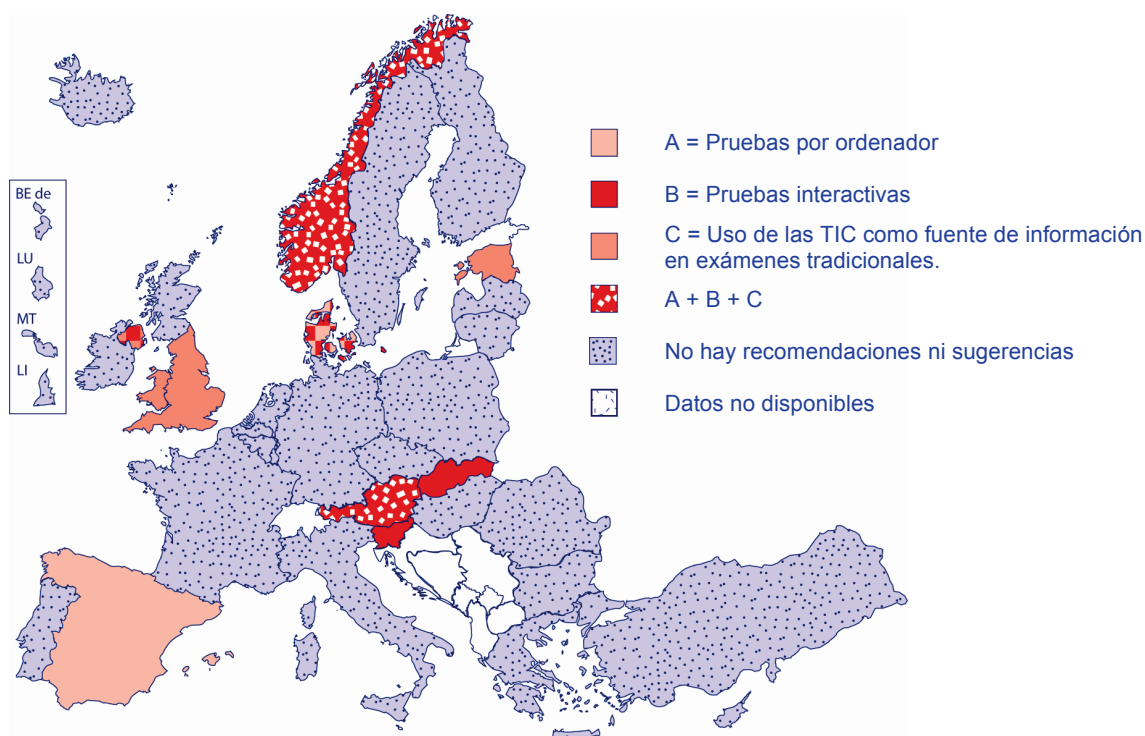 BE de
LU
MT
LI
A = Pruebas por ordenador
B = Pruebas interactivas
C = Uso de las TIC como fuente de información
en exámenes tradicionales.
A + B + C
No hay recomendaciones ni sugerencias
Datos no disponibles